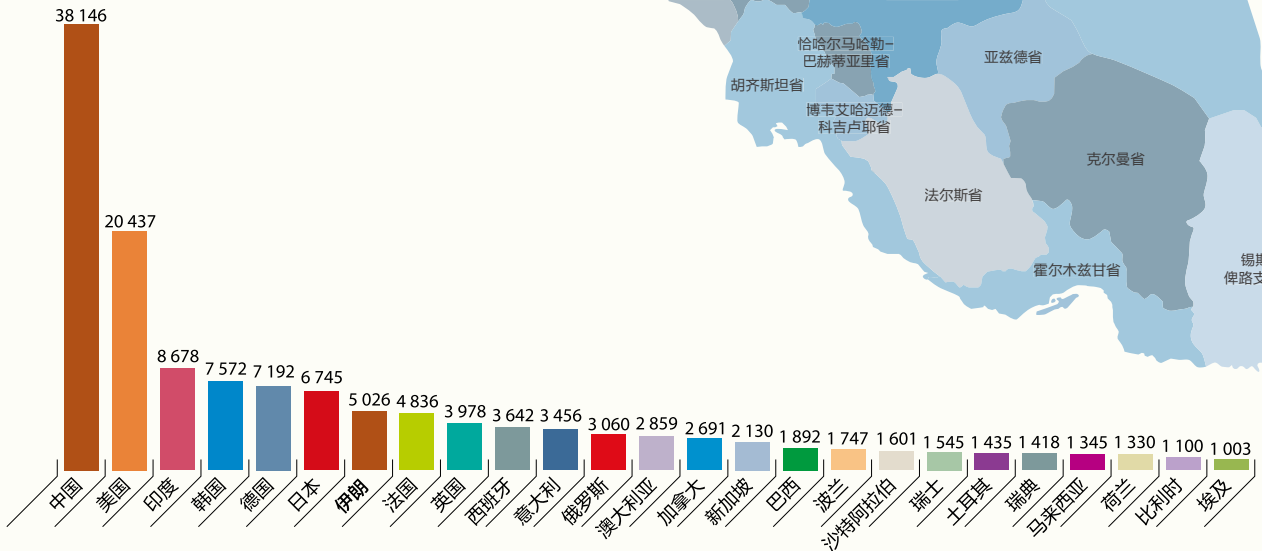 38 146
20 437
8 678
7 572
7 192
6 745
5 026
4 836
3 978
3 642
3 456
3 060
2 859
2 691
2 130
1 892
1 747
1 601
1 545
1 435
1 418
1 345
1 330
1 100
1 003
中国
美国
印度
韩国
德国
日本
伊朗
法国
英国
西班牙
意大利
俄罗斯
澳大利亚
加拿大
新加坡
巴西
波兰
沙特阿拉伯
瑞士
土耳其
瑞典
马来西亚
荷兰
比利时
埃及
恰哈尔马哈勒–
巴赫蒂亚里省
亚兹德省
胡齐斯坦省
博韦艾哈迈德–
科吉卢耶省
克尔曼省
法尔斯省
霍尔木兹甘省
锡斯
俾路支